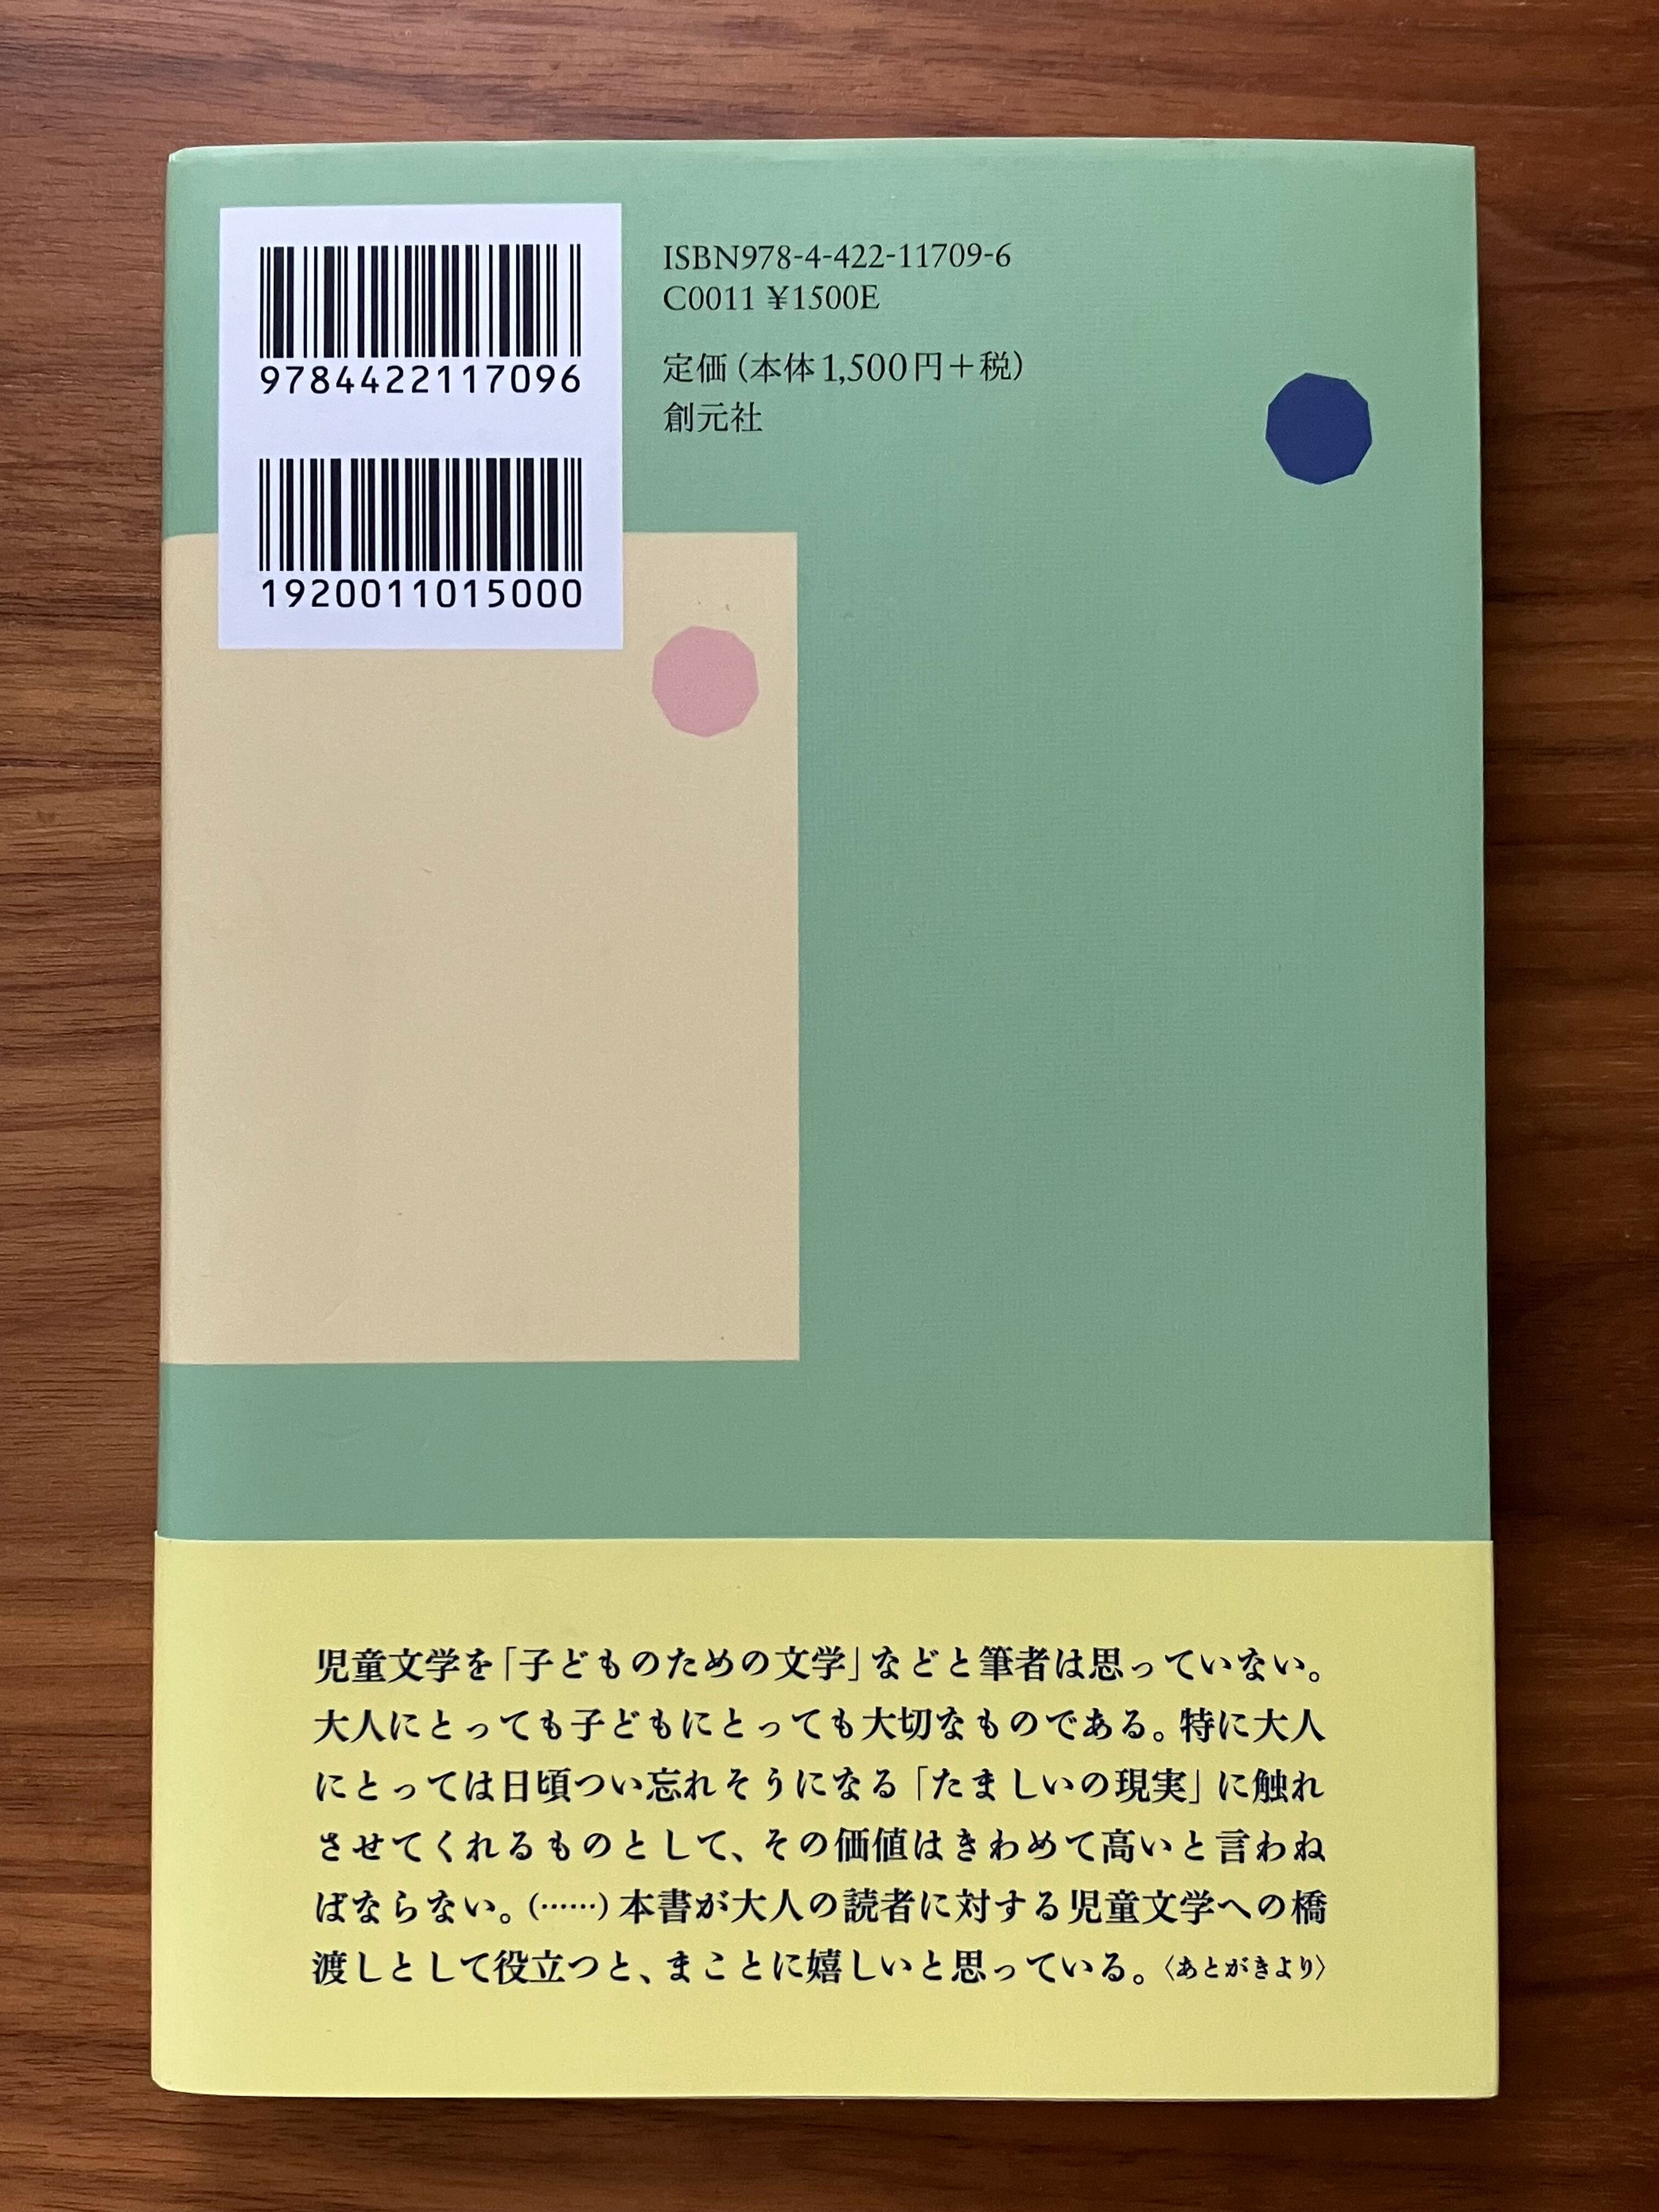 9784422117096
1920011015000
ISBN978-4-422-11709-6
C0011 ¥1500E
定価（本体1,500円＋税）
創元社
児童文学を「子どものための文学」などと筆者は思っていない。
大人にとっても子どもにとっても大切なものである。特に大人
にとっては日頃つい忘れそうになる「たましいの現実」に触れ
させてくれるものとして、その価値はきわめて高いと言わね
ばならない。（……）本書が大人の読者に対する児童文学への橋
渡しとして役立つと、まことに嬉しいと思っている。〈あとがきより〉